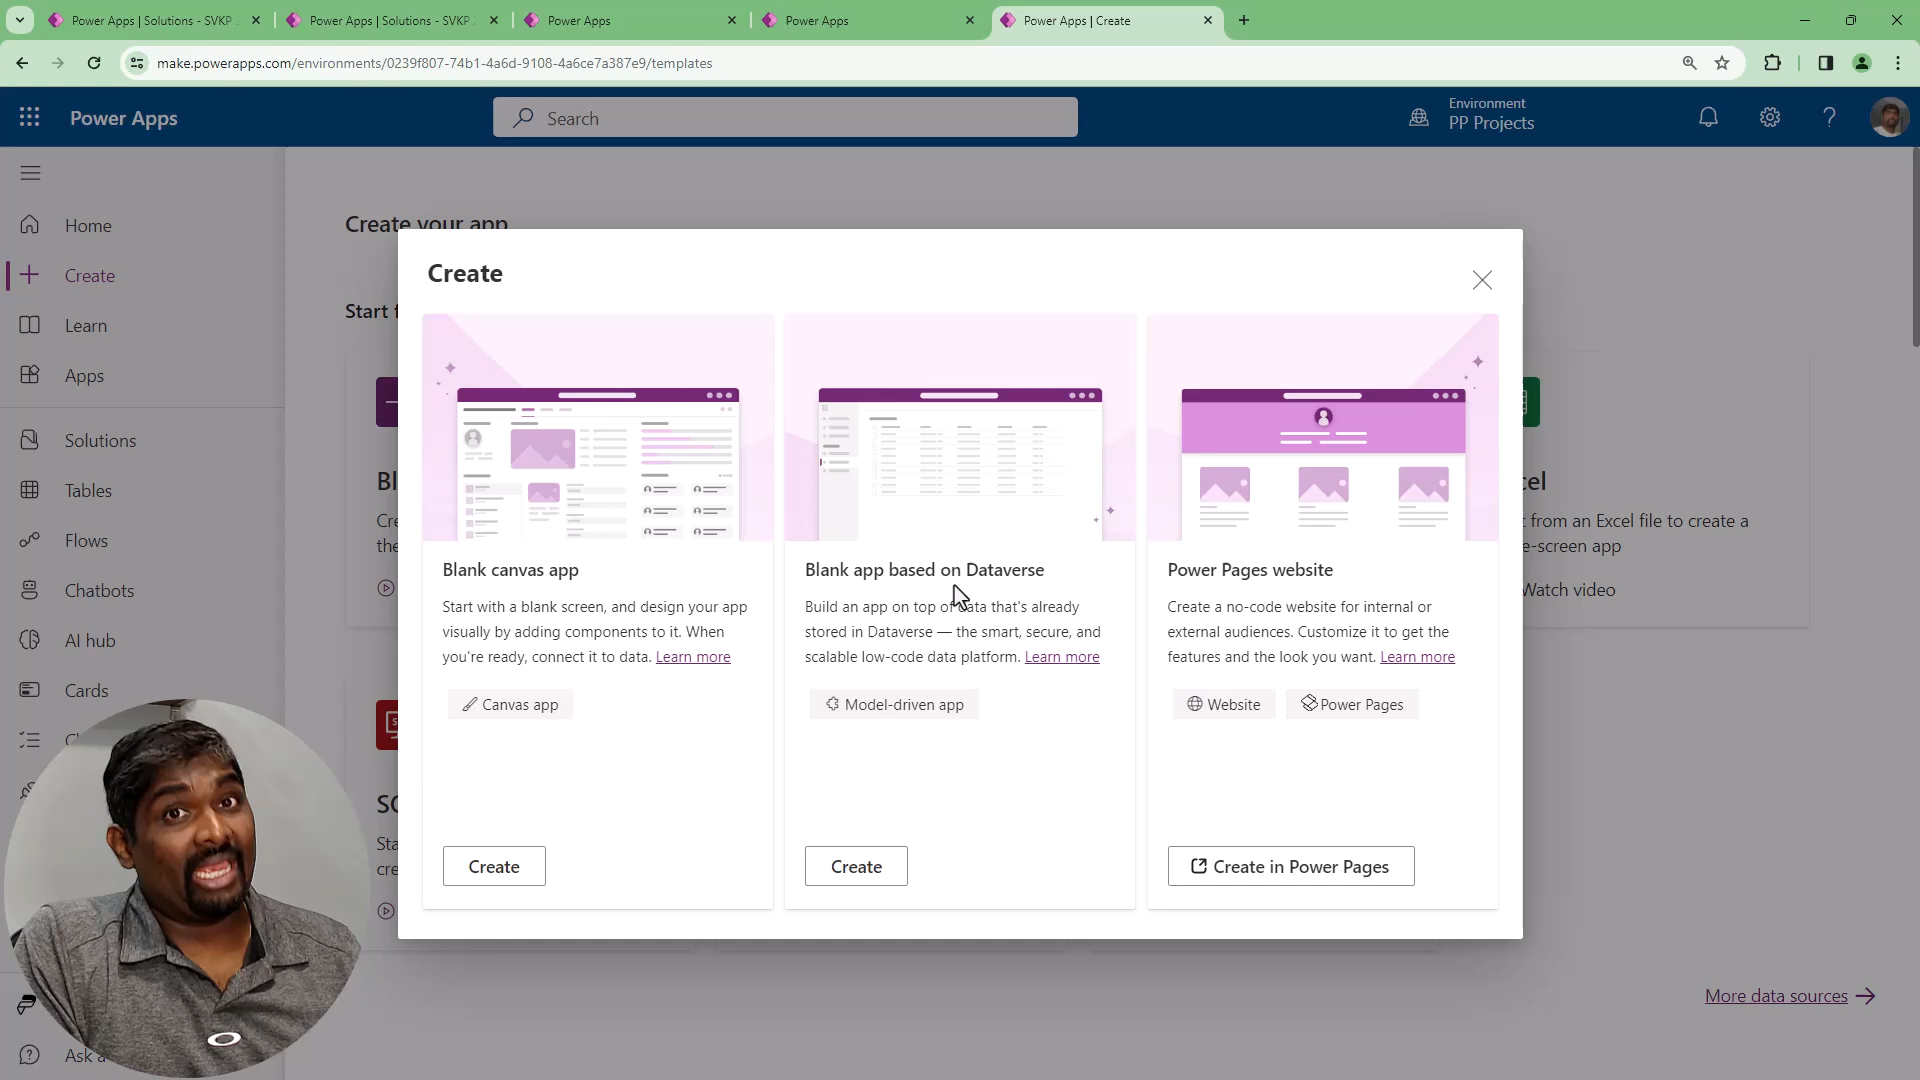 Power Apps | Solutions - SVKP
Power Apps | Solutions - SVKP
Power Apps
Power Apps
Power Apps | Create
make.powerapps.com/environments/0239f807-74b1-4a6d-9108-4a6ce7a387e9/templates
Power Apps
Search
Environment
PP Projects
Home
Create
Learn
Apps
Solutions
Tables
Flows
Chatbots
AI hub
Cards
Ask a
Create your app
Start f
Bl
Cre
the
SQ
Sta
cre
cel
t from an Excel file to create a
e-screen app
Watch video
More data sources
Create
Blank canvas app
Start with a blank screen, and design your app
visually by adding components to it. When
you're ready, connect it to data. Learn more
Canvas app
Create
Blank app based on Dataverse
Build an app on top of data that's already
stored in Dataverse — the smart, secure, and
scalable low-code data platform. Learn more
Model-driven app
Create
Power Pages website
Create a no-code website for internal or
external audiences. Customize it to get the
features and the look you want. Learn more
Website
Power Pages
Create in Power Pages